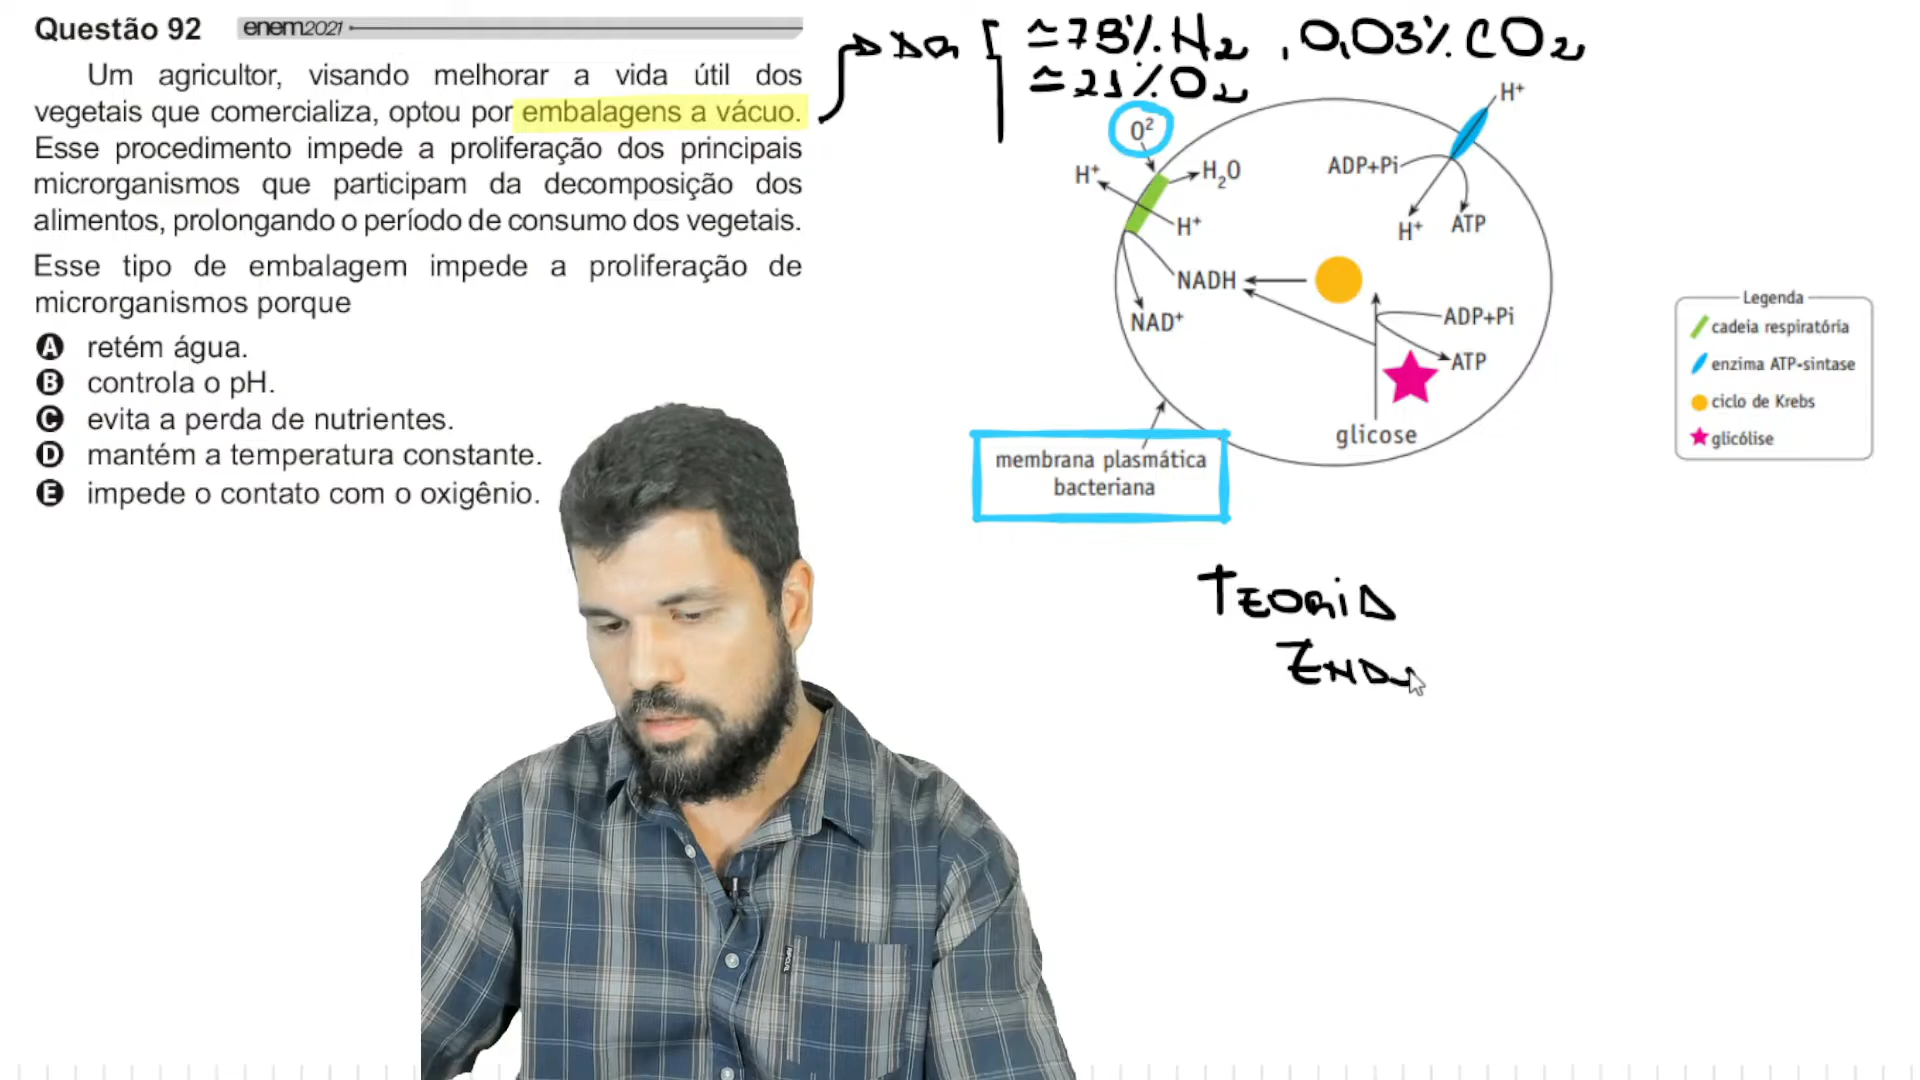 Questão 92
enem2021
Um agricultor, visando melhorar a vida útil dos
vegetais que comercializa, optou por embalagens a vácuo.
Esse procedimento impede a proliferação dos principais
microrganismos que participam da decomposição dos
alimentos, prolongando o período de consumo dos vegetais.
Esse tipo de embalagem impede a proliferação de
microrganismos porque
A retém água.
B controla o pH.
C evita a perda de nutrientes.
D mantém a temperatura constante.
E impede o contato com o oxigênio.
AR
≃78% N2, 0,03% CO2
≃21% O2
O²
H⁺
H₂O
H⁺
NADH
NAD⁺
H⁺
ADP+Pi
H⁺
ATP
ADP+Pi
ATP
glicose
membrana plasmática
bacteriana
Legenda
cadeia respiratória
enzima ATP-sintase
ciclo de Krebs
glicólise
TEORIA